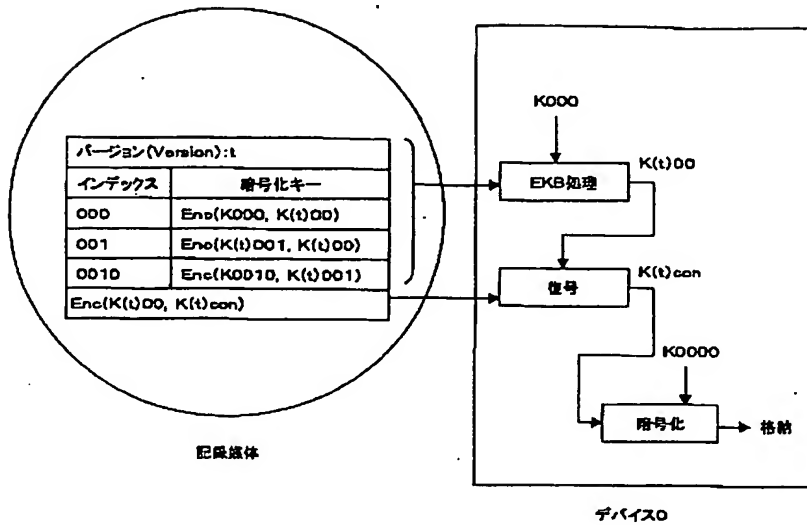 バージョン(Version):t
インデックス 暗号化キー
000 Enc(K000, K(t)00)
001 Enc(K(t)001, K(t)00)
0010 Enc(K0010, K(t)001)
Enc(K(t)00, K(t)con)
記録媒体
K000
EKB処理
K(t)00
復号
K(t)con
K0000
暗号化
格納
デバイス0